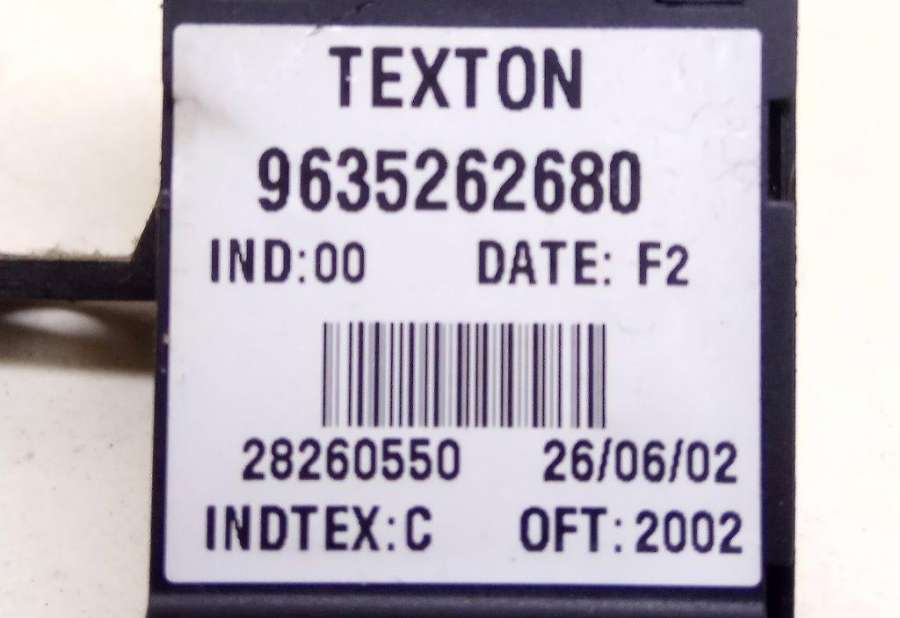 TEXTON
9635262680
IND:00 DATE: F2
28260550 26/06/02
INDTEX:C OFT:2002